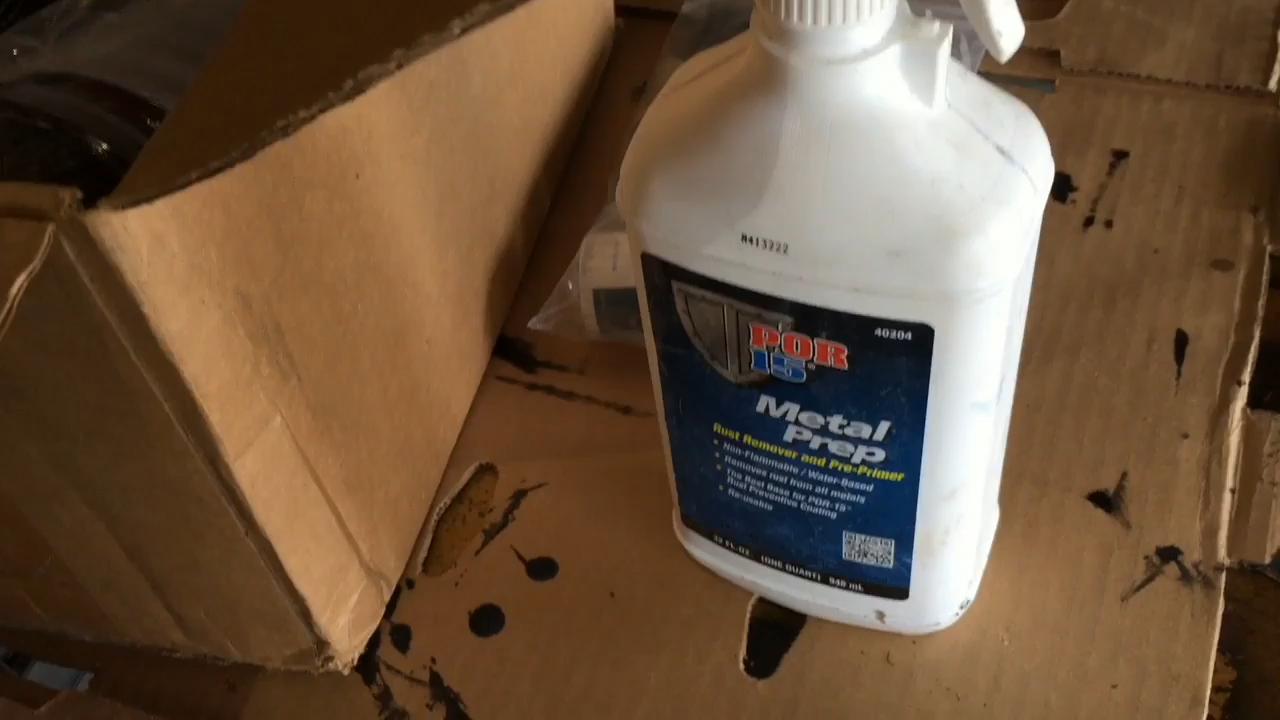 R413222
40204
POR
15®
Metal
Prep
Rust Remover and Pre-Primer
• Non-Flammable / Water-Based
• Removes rust from all metals
• The Best Base for POR-15™
Rust Preventive Coating
• Re-usable
32 FL. OZ. (ONE QUART) 946 mL